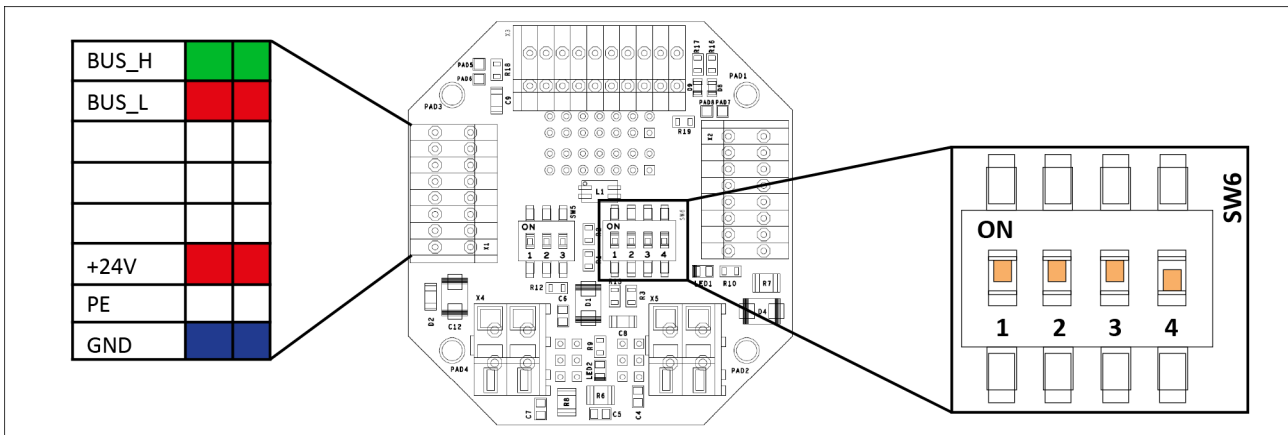 BUS_H
BUS_L
+24V
PE
GND
X3
PAD5
PAD6
R18
C9
PAD3
R17
R16
D9
D8
PAD1
PAD8
PAD7
R19
X2
X1
L1
SW5
ON
1 2 3
ON
1 2 3 4
R12
C6
D1
R3
LED1
R10
R7
D2
C12
X4
X5
D4
C8
R9
LED2
PAD4
PAD2
C7
R8
R6
C5
C4
SW6
ON
1 2 3 4